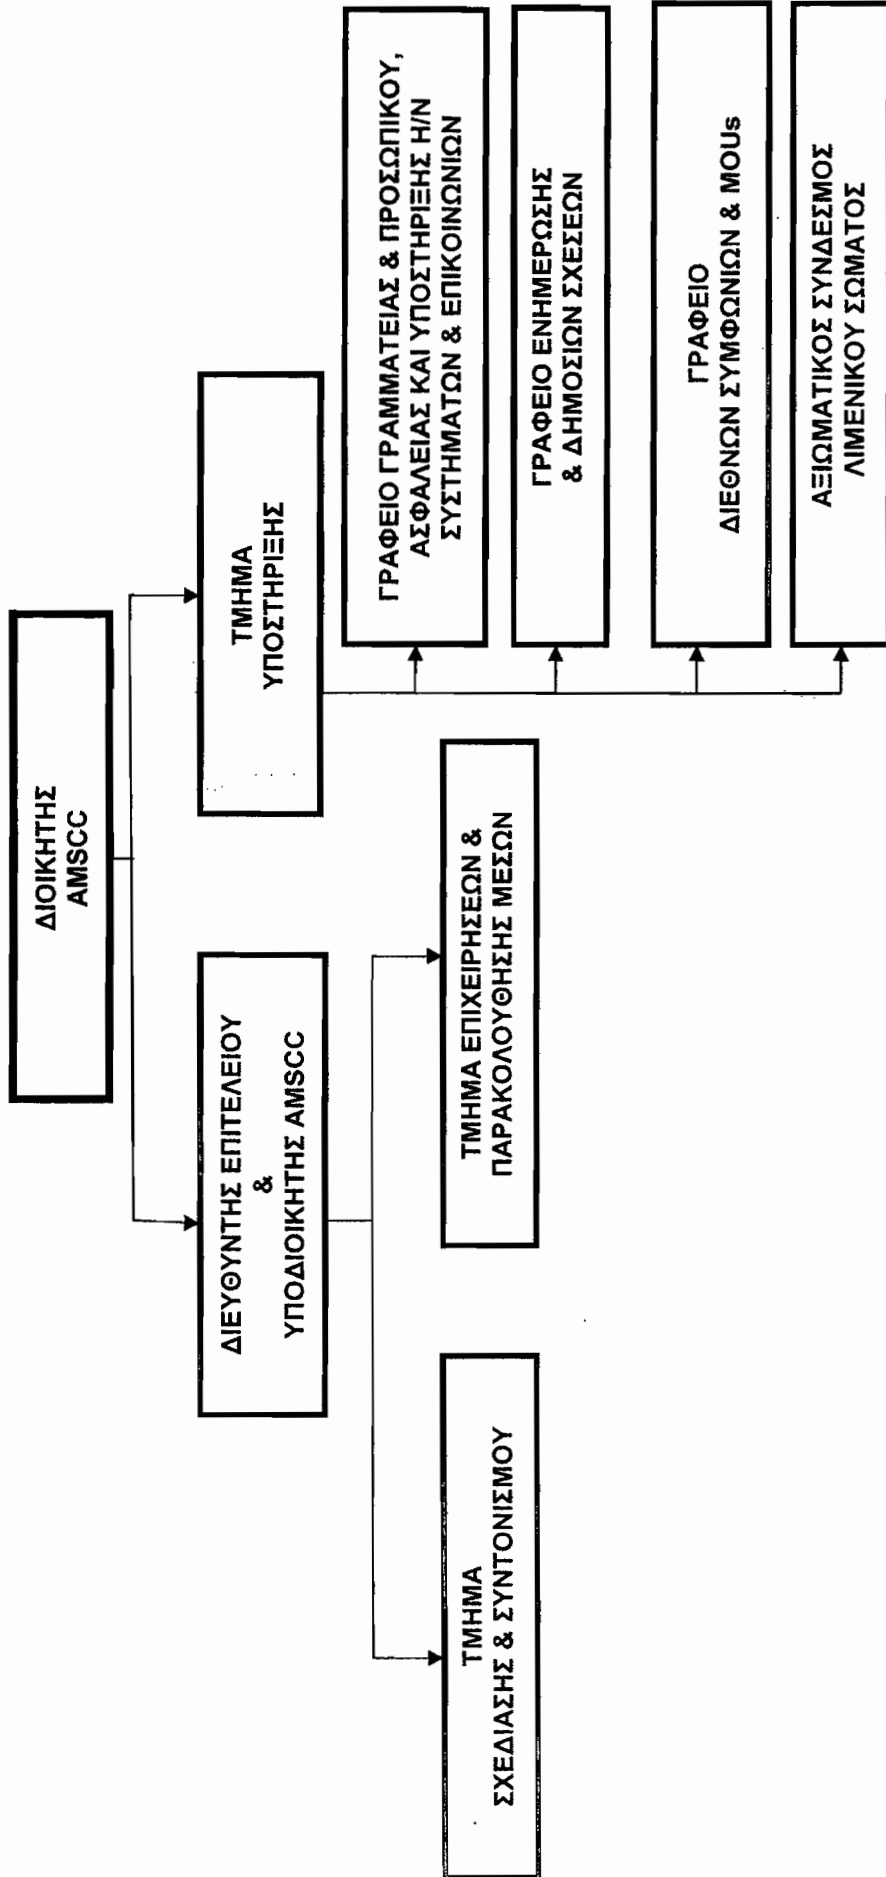 ΔΙΟΙΚΗΤΗΣ
AMSCC
ΔΙΕΥΘΥΝΤΗΣ ΕΠΙΤΕΛΕΙΟΥ
&
ΥΠΟΔΙΟΙΚΗΤΗΣ AMSCC
ΤΜΗΜΑ
ΥΠΟΣΤΗΡΙΞΗΣ
ΤΜΗΜΑ
ΣΧΕΔΙΑΣΗΣ & ΣΥΝΤΟΝΙΣΜΟΥ
ΤΜΗΜΑ ΕΠΙΧΕΙΡΗΣΕΩΝ &
ΠΑΡΑΚΟΛΟΥΘΗΣΗΣ ΜΕΣΩΝ
ΓΡΑΦΕΙΟ ΓΡΑΜΜΑΤΕΙΑΣ & ΠΡΟΣΩΠΙΚΟΥ,
ΑΣΦΑΛΕΙΑΣ ΚΑΙ ΥΠΟΣΤΗΡΙΞΗΣ Η/Ν
ΣΥΣΤΗΜΑΤΩΝ & ΕΠΙΚΟΙΝΩΝΙΩΝ
ΓΡΑΦΕΙΟ ΕΝΗΜΕΡΩΣΗΣ
& ΔΗΜΟΣΙΩΝ ΣΧΕΣΕΩΝ
ΓΡΑΦΕΙΟ
ΔΙΕΘΝΩΝ ΣΥΜΦΩΝΙΩΝ & MOUs
ΑΞΙΩΜΑΤΙΚΟΣ ΣΥΝΔΕΣΜΟΣ
ΛΙΜΕΝΙΚΟΥ ΣΩΜΑΤΟΣ